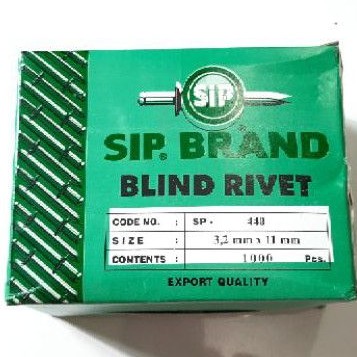 SIP
SIP. BRAND
BLIND RIVET
CODE NO. : SP - 440
SIZE : 3,2 mm x 11 mm
CONTENTS : 1000 Pcs.
EXPORT QUALITY